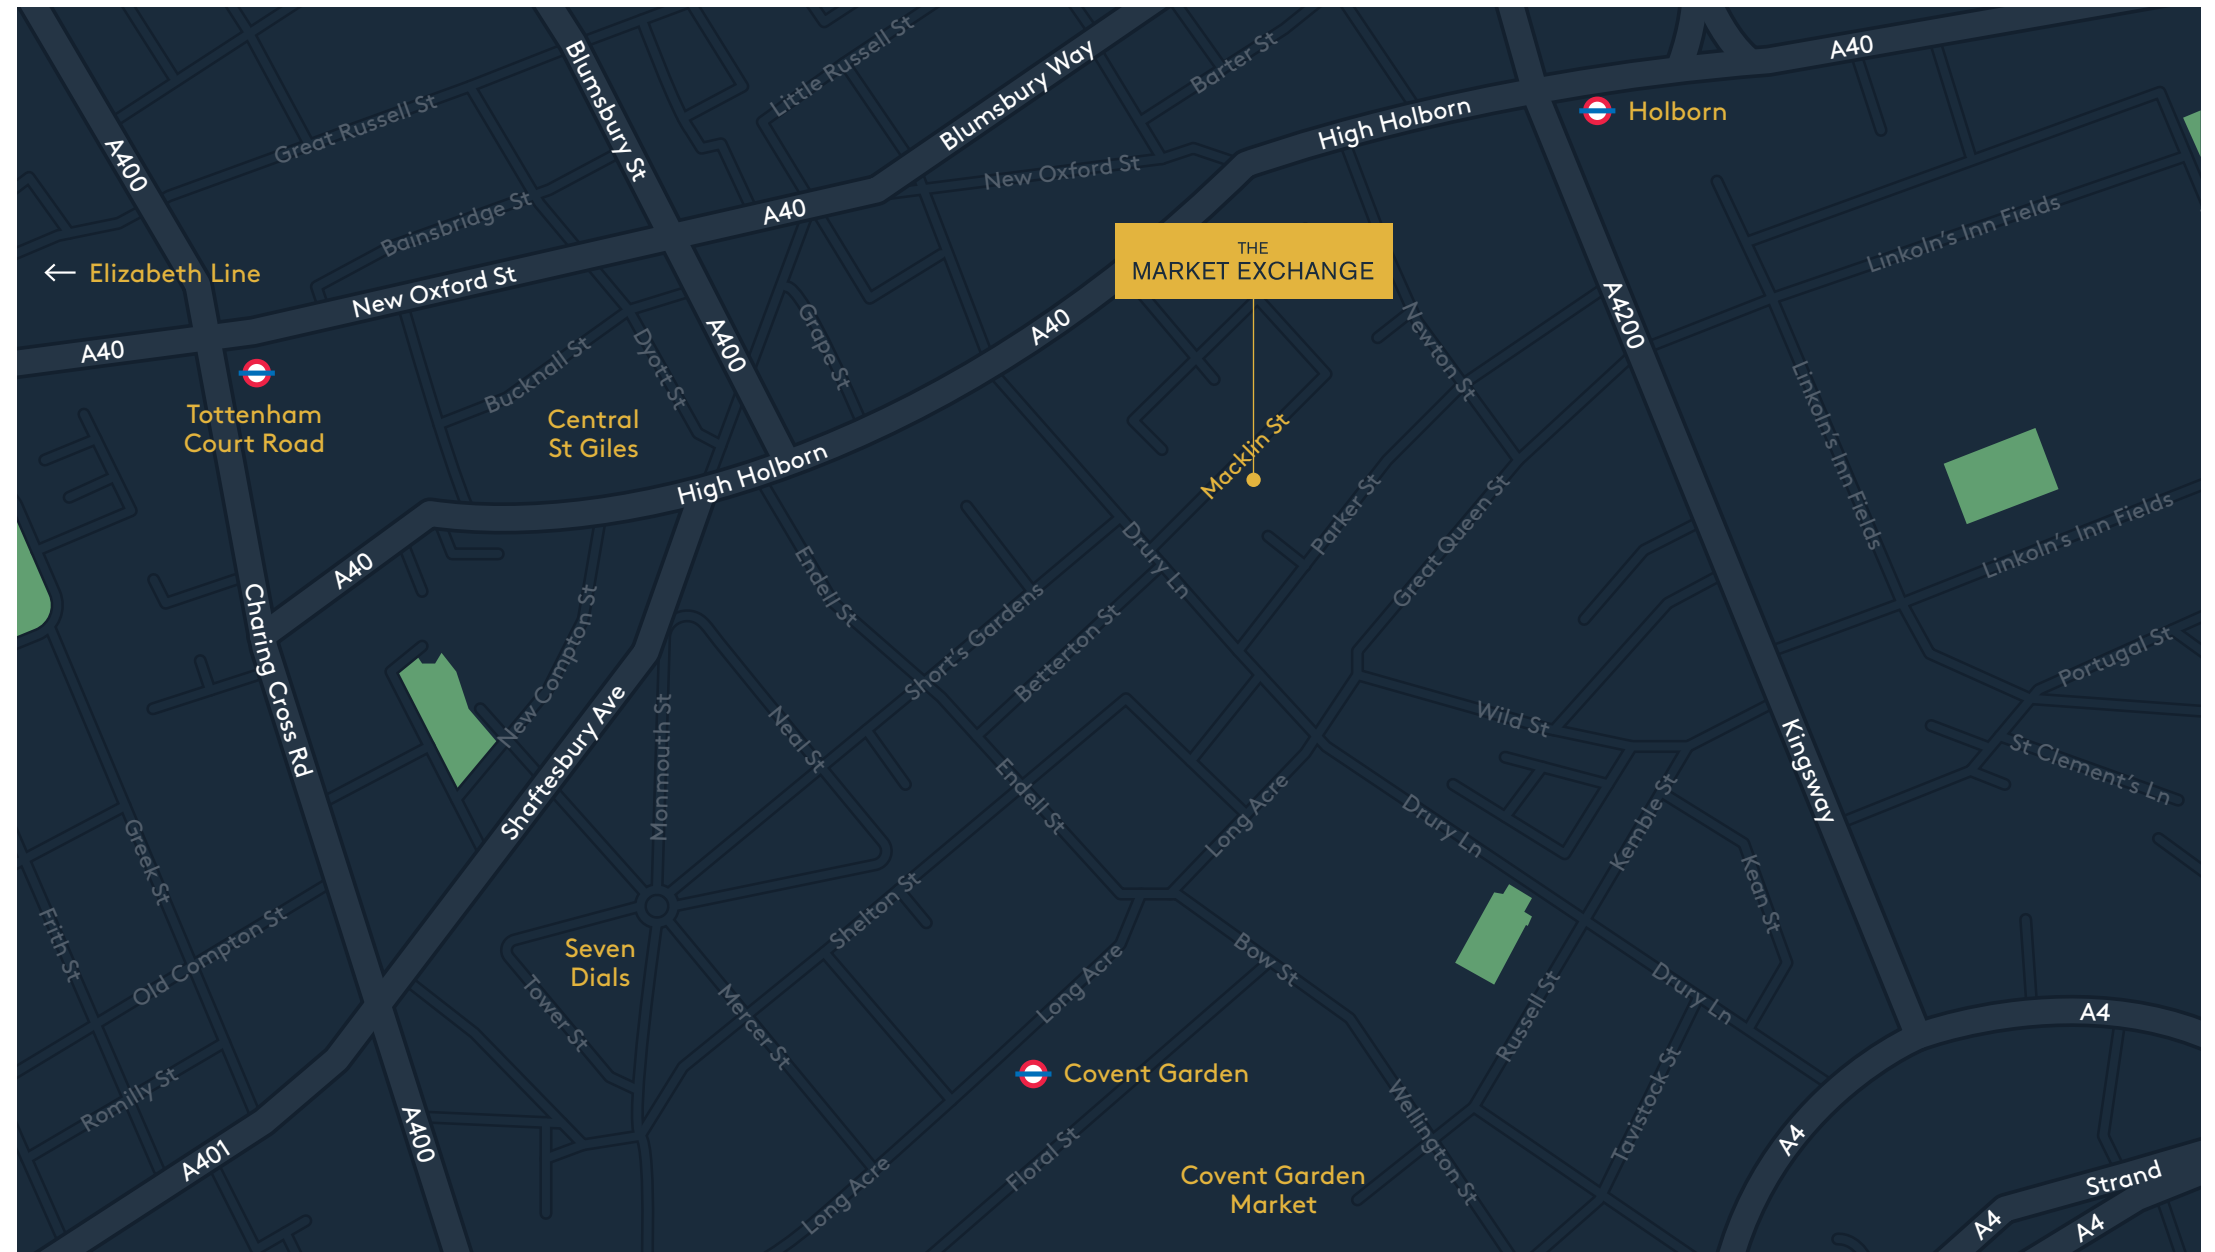 Little Russell St
Blumsbury St
Blumsbury Way
Barter St
A40
Great Russell St
High Holborn
Holborn
A400
New Oxford St
Bainsbridge St
A40
Linkoln's Inn Fields
THE
MARKET EXCHANGE
Elizabeth Line
New Oxford St
A40
A400
Grape St
A40
Newton St
A4200
Bucknall St
Dyott St
Tottenham
Court Road
Central
St Giles
Linkoln's Inn Fields
Macklin St
High Holborn
Parker St
Great Queen St
Linkoln's Inn Fields
A40
Drury Ln
Endell St
Charing Cross Rd
New Compton St
Short's Gardens
Betterton St
Portugal St
Shaftesbury Ave
Monmouth St
Neal St
Wild St
Kingsway
St Clement's Ln
Endell St
Long Acre
Drury Ln
Kemble St
Greek St
Kean St
Shelton St
Frith St
Old Compton St
Seven
Dials
Bow St
Long Acre
Tower St
Mercer St
Drury Ln
Russell St
A4
Covent Garden
Romilly St
Tavistock St
Wellington St
A400
A401
A4
Floral St
Long Acre
Covent Garden
Market
Strand
A4
A4